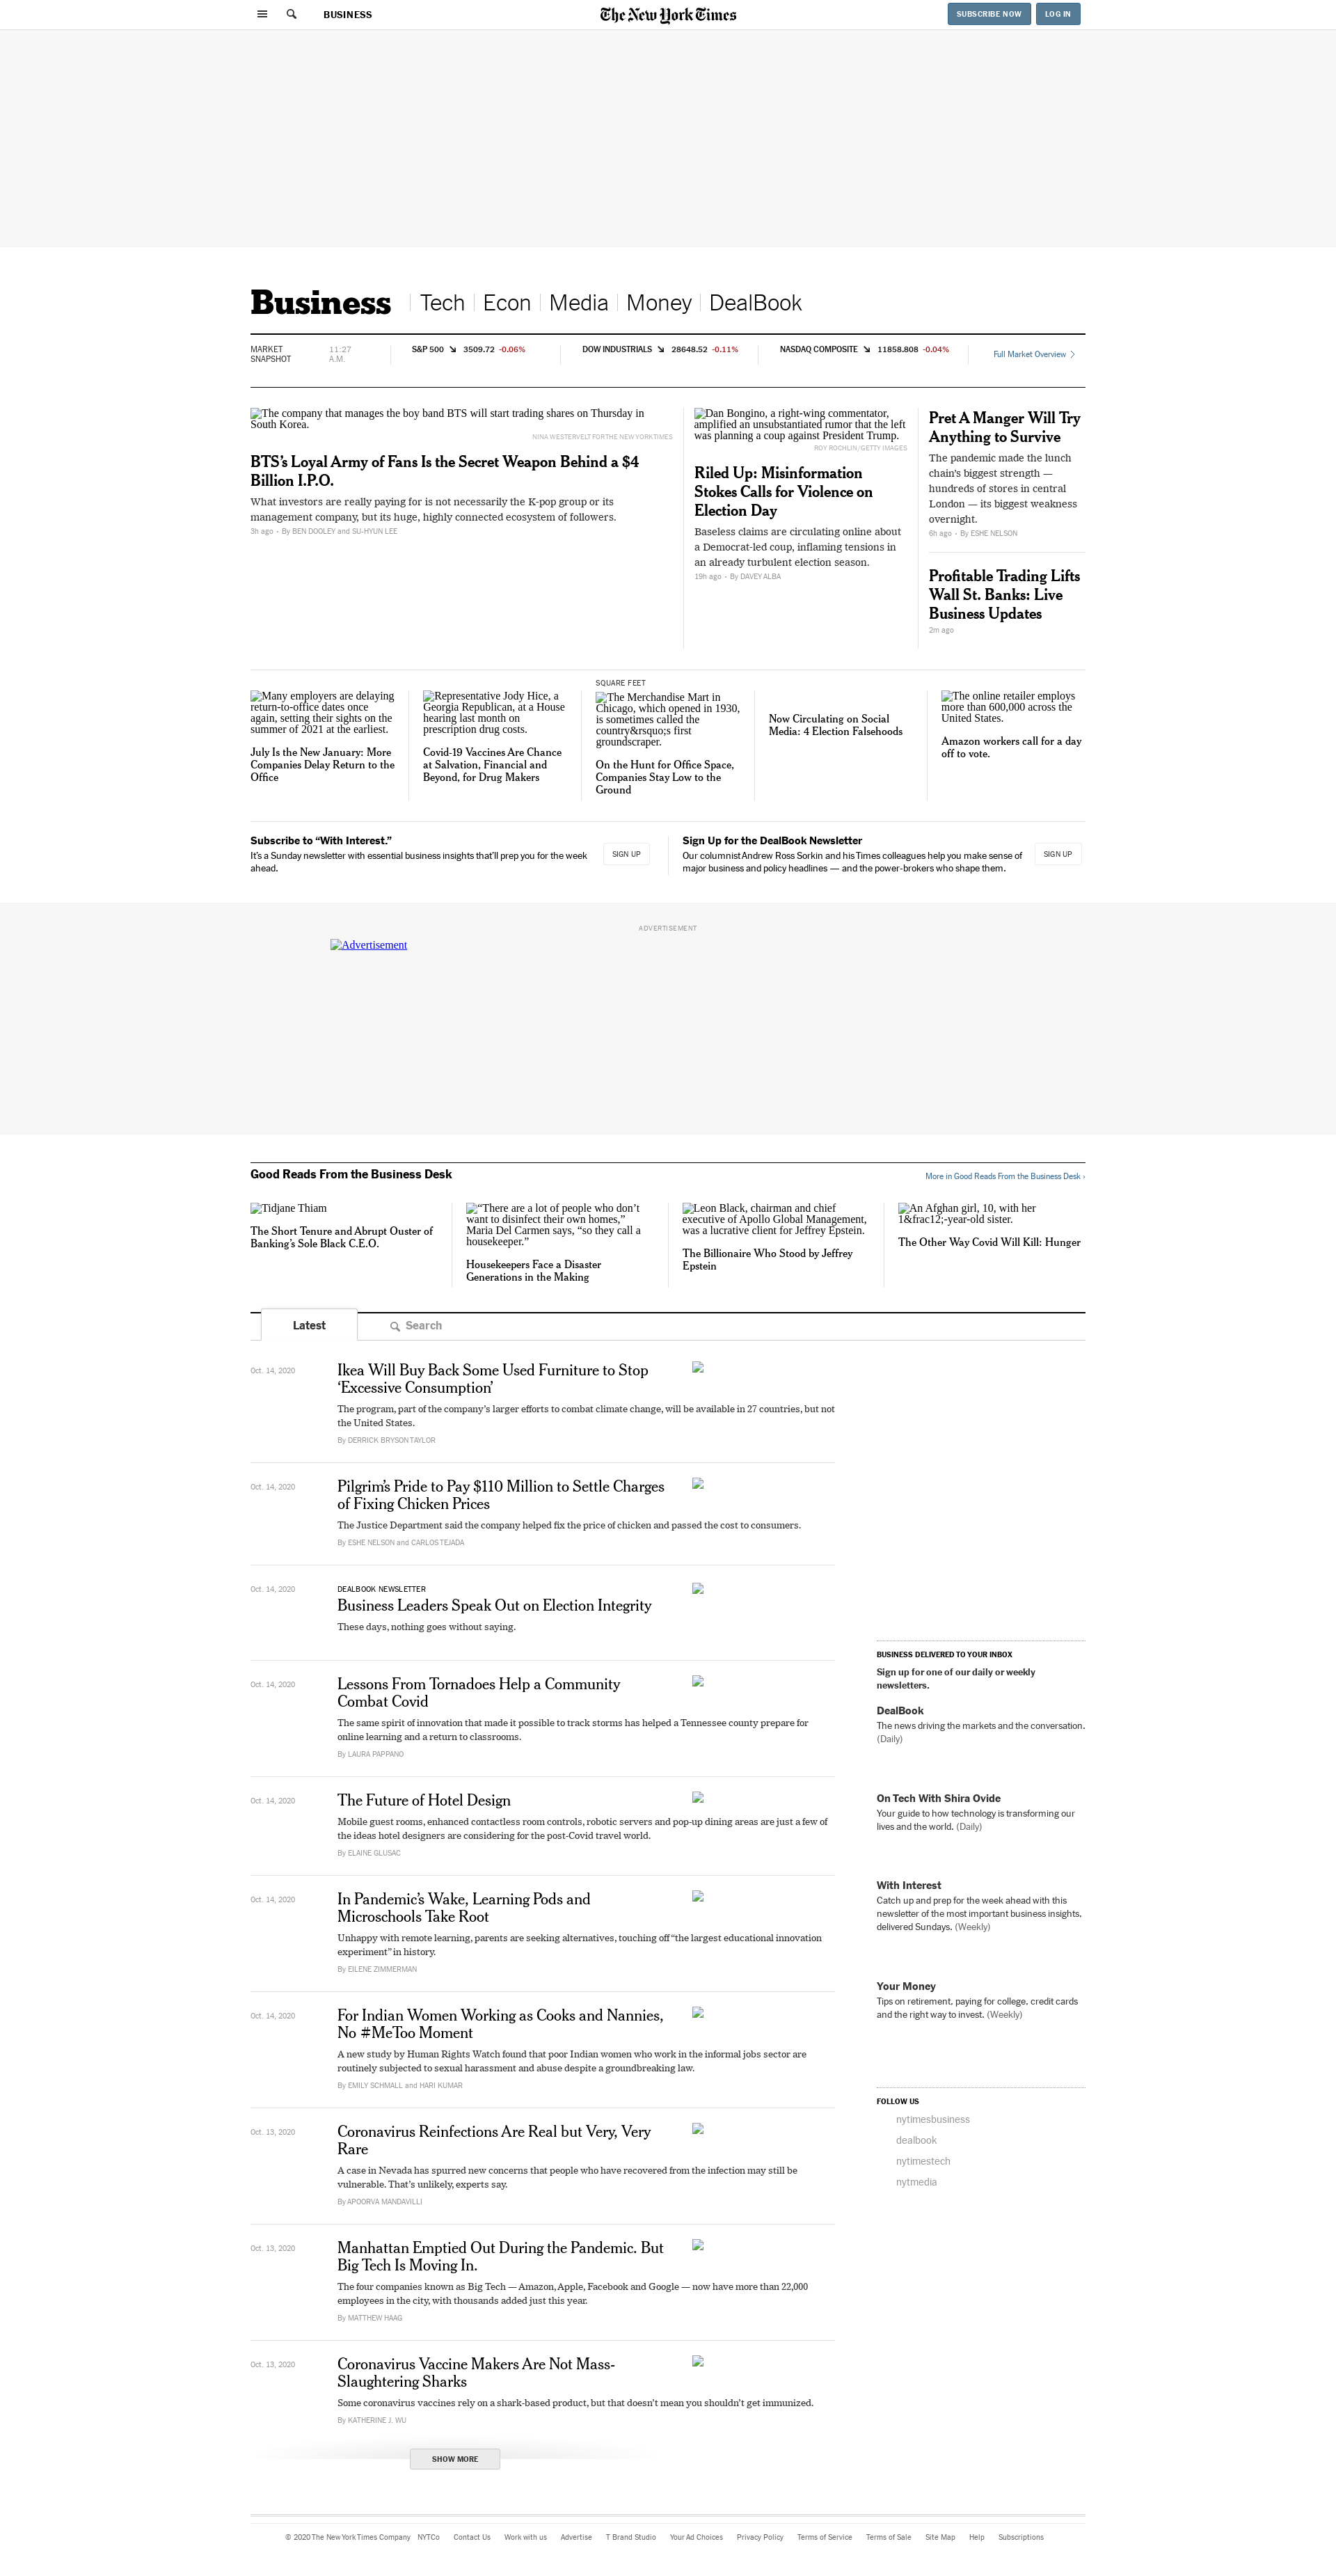 BUSINESS
The New York Times
SUBSCRIBE NOW
LOG IN
Business
Tech
Econ
Media
Money
DealBook
MARKET
SNAPSHOT
11:27
A.M.
S&P 500 3509.72 -0.06%
DOW INDUSTRIALS 28648.52 -0.11%
NASDAQ COMPOSITE 11858.808 -0.04%
Full Market Overview
The company that manages the boy band BTS will start trading shares on Thursday in
South Korea.
NINA WESTERVELT FOR THE NEW YORK TIMES
BTS’s Loyal Army of Fans Is the Secret Weapon Behind a $4
Billion I.P.O.
What investors are really paying for is not necessarily the K-pop group or its
management company, but its huge, highly connected ecosystem of followers.
3h ago • By BEN DOOLEY and SU-HYUN LEE
Dan Bongino, a right-wing commentator,
amplified an unsubstantiated rumor that the left
was planning a coup against President Trump.
ROY ROCHLIN/GETTY IMAGES
Riled Up: Misinformation
Stokes Calls for Violence on
Election Day
Baseless claims are circulating online about
a Democrat-led coup, inflaming tensions in
an already turbulent election season.
19h ago • By DAVEY ALBA
Pret A Manger Will Try
Anything to Survive
The pandemic made the lunch
chain’s biggest strength —
hundreds of stores in central
London — its biggest weakness
overnight.
6h ago • By ESHE NELSON
Profitable Trading Lifts
Wall St. Banks: Live
Business Updates
2m ago
Many employers are delaying
return-to-office dates once
again, setting their sights on the
summer of 2021 at the earliest.
July Is the New January: More
Companies Delay Return to the
Office
Representative Jody Hice, a
Georgia Republican, at a House
hearing last month on
prescription drug costs.
Covid-19 Vaccines Are Chance
at Salvation, Financial and
Beyond, for Drug Makers
SQUARE FEET
The Merchandise Mart in
Chicago, which opened in 1930,
is sometimes called the
country&rsquo;s first
groundscraper.
On the Hunt for Office Space,
Companies Stay Low to the
Ground
Now Circulating on Social
Media: 4 Election Falsehoods
The online retailer employs
more than 600,000 across the
United States.
Amazon workers call for a day
off to vote.
Subscribe to “With Interest.”
It’s a Sunday newsletter with essential business insights that’ll prep you for the week
ahead.
SIGN UP
Sign Up for the DealBook Newsletter
Our columnist Andrew Ross Sorkin and his Times colleagues help you make sense of
major business and policy headlines — and the power-brokers who shape them.
SIGN UP
ADVERTISEMENT
Advertisement
Good Reads From the Business Desk
More in Good Reads From the Business Desk ›
Tidjane Thiam
The Short Tenure and Abrupt Ouster of
Banking’s Sole Black C.E.O.
“There are a lot of people who don’t
want to disinfect their own homes,”
Maria Del Carmen says, “so they call a
housekeeper.”
Housekeepers Face a Disaster
Generations in the Making
Leon Black, chairman and chief
executive of Apollo Global Management,
was a lucrative client for Jeffrey Epstein.
The Billionaire Who Stood by Jeffrey
Epstein
An Afghan girl, 10, with her
1&frac12;-year-old sister.
The Other Way Covid Will Kill: Hunger
Latest
Search
Oct. 14, 2020
Ikea Will Buy Back Some Used Furniture to Stop
‘Excessive Consumption’
The program, part of the company’s larger efforts to combat climate change, will be available in 27 countries, but not
the United States.
By DERRICK BRYSON TAYLOR
Oct. 14, 2020
Pilgrim’s Pride to Pay $110 Million to Settle Charges
of Fixing Chicken Prices
The Justice Department said the company helped fix the price of chicken and passed the cost to consumers.
By ESHE NELSON and CARLOS TEJADA
Oct. 14, 2020
DEALBOOK NEWSLETTER
Business Leaders Speak Out on Election Integrity
These days, nothing goes without saying.
Oct. 14, 2020
Lessons From Tornadoes Help a Community
Combat Covid
The same spirit of innovation that made it possible to track storms has helped a Tennessee county prepare for
online learning and a return to classrooms.
By LAURA PAPPANO
Oct. 14, 2020
The Future of Hotel Design
Mobile guest rooms, enhanced contactless room controls, robotic servers and pop-up dining areas are just a few of
the ideas hotel designers are considering for the post-Covid travel world.
By ELAINE GLUSAC
Oct. 14, 2020
In Pandemic’s Wake, Learning Pods and
Microschools Take Root
Unhappy with remote learning, parents are seeking alternatives, touching off “the largest educational innovation
experiment” in history.
By EILENE ZIMMERMAN
Oct. 14, 2020
For Indian Women Working as Cooks and Nannies,
No #MeToo Moment
A new study by Human Rights Watch found that poor Indian women who work in the informal jobs sector are
routinely subjected to sexual harassment and abuse despite a groundbreaking law.
By EMILY SCHMALL and HARI KUMAR
Oct. 13, 2020
Coronavirus Reinfections Are Real but Very, Very
Rare
A case in Nevada has spurred new concerns that people who have recovered from the infection may still be
vulnerable. That’s unlikely, experts say.
By APOORVA MANDAVILLI
Oct. 13, 2020
Manhattan Emptied Out During the Pandemic. But
Big Tech Is Moving In.
The four companies known as Big Tech — Amazon, Apple, Facebook and Google — now have more than 22,000
employees in the city, with thousands added just this year.
By MATTHEW HAAG
Oct. 13, 2020
Coronavirus Vaccine Makers Are Not Mass-
Slaughtering Sharks
Some coronavirus vaccines rely on a shark-based product, but that doesn’t mean you shouldn’t get immunized.
By KATHERINE J. WU
SHOW MORE
BUSINESS DELIVERED TO YOUR INBOX
Sign up for one of our daily or weekly
newsletters.
DealBook
The news driving the markets and the conversation.
(Daily)
On Tech With Shira Ovide
Your guide to how technology is transforming our
lives and the world. (Daily)
With Interest
Catch up and prep for the week ahead with this
newsletter of the most important business insights,
delivered Sundays. (Weekly)
Your Money
Tips on retirement, paying for college, credit cards
and the right way to invest. (Weekly)
FOLLOW US
nytimesbusiness
dealbook
nytimestech
nytmedia
© 2020 The New York Times Company NYTCo Contact Us Work with us Advertise T Brand Studio Your Ad Choices Privacy Policy Terms of Service Terms of Sale Site Map Help Subscriptions